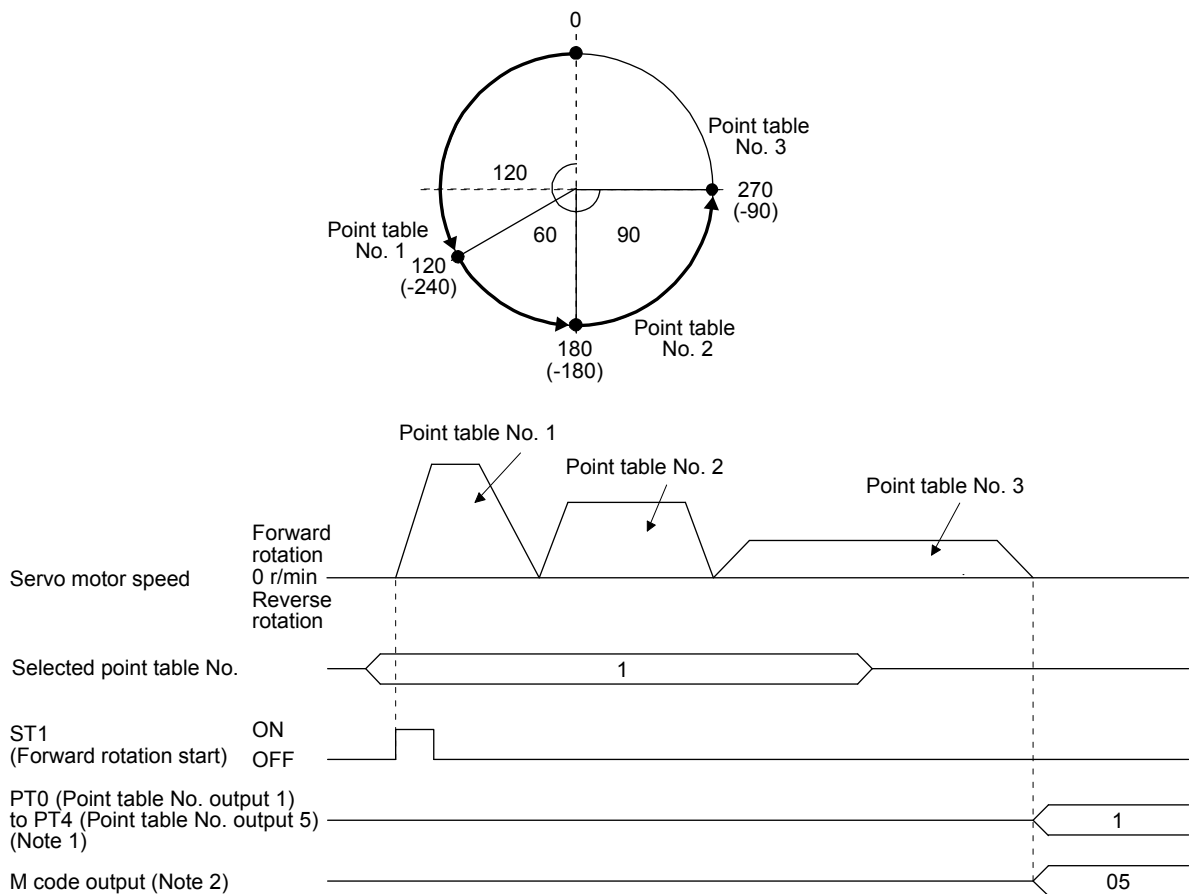 0
Point table
No. 3
120
270
(-90)
Point table
No. 1
60
90
120
(-240)
Point table
No. 2
180
(-180)
Point table No. 1
Point table No. 2
Point table No. 3
Forward
rotation
Servo motor speed 0 r/min
Reverse
rotation
Selected point table No. 1
ST1 ON
(Forward rotation start) OFF
PT0 (Point table No. output 1)
to PT4 (Point table No. output 5) 1
(Note 1)
M code output (Note 2) 05